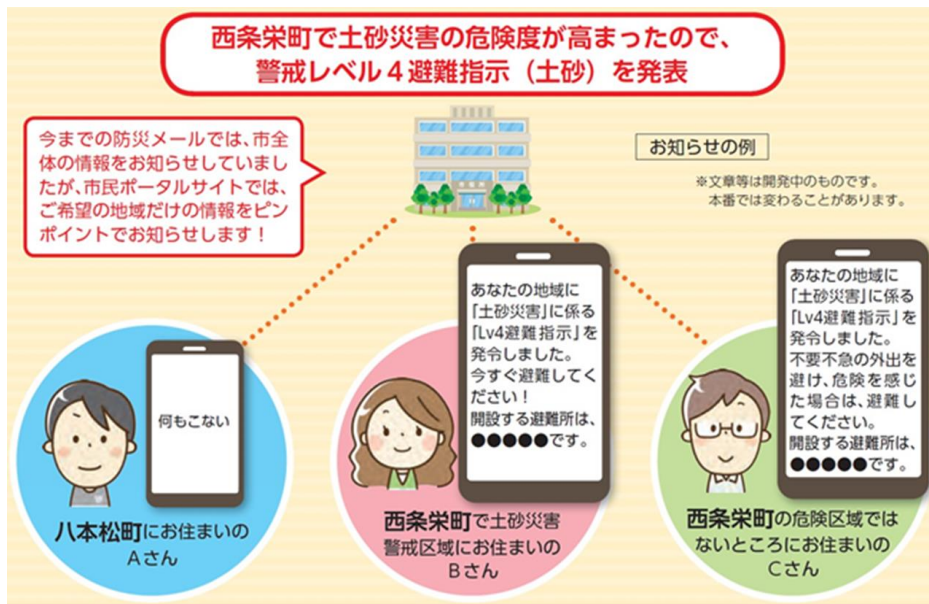 西条栄町で土砂災害の危険度が高まったので、
警戒レベル４避難指示（土砂）を発表
今までの防災メールでは、市全
体の情報をお知らせしていまし
たが、市民ポータルサイトでは、
ご希望の地域だけの情報をピン
ポイントでお知らせします！
お知らせの例
※文章等は開発中のものです。
本番では変わることがあります。
何もこない
八本松町にお住まいの
Aさん
あなたの地域に
「土砂災害」に係る
「Lv4避難指示」を
発令しました。
今すぐ避難してく
ださい！
開設する避難所は、
●●●●●です。
西条栄町で土砂災害
警戒区域にお住まいの
Bさん
あなたの地域に
「土砂災害」に係る
「Lv4避難指示」を
発令しました。
不要不急の外出を
避け、危険を感じ
た場合は、避難し
てください。
開設する避難所は、
●●●●●です。
西条栄町の危険区域では
ないところにお住まいの
Cさん